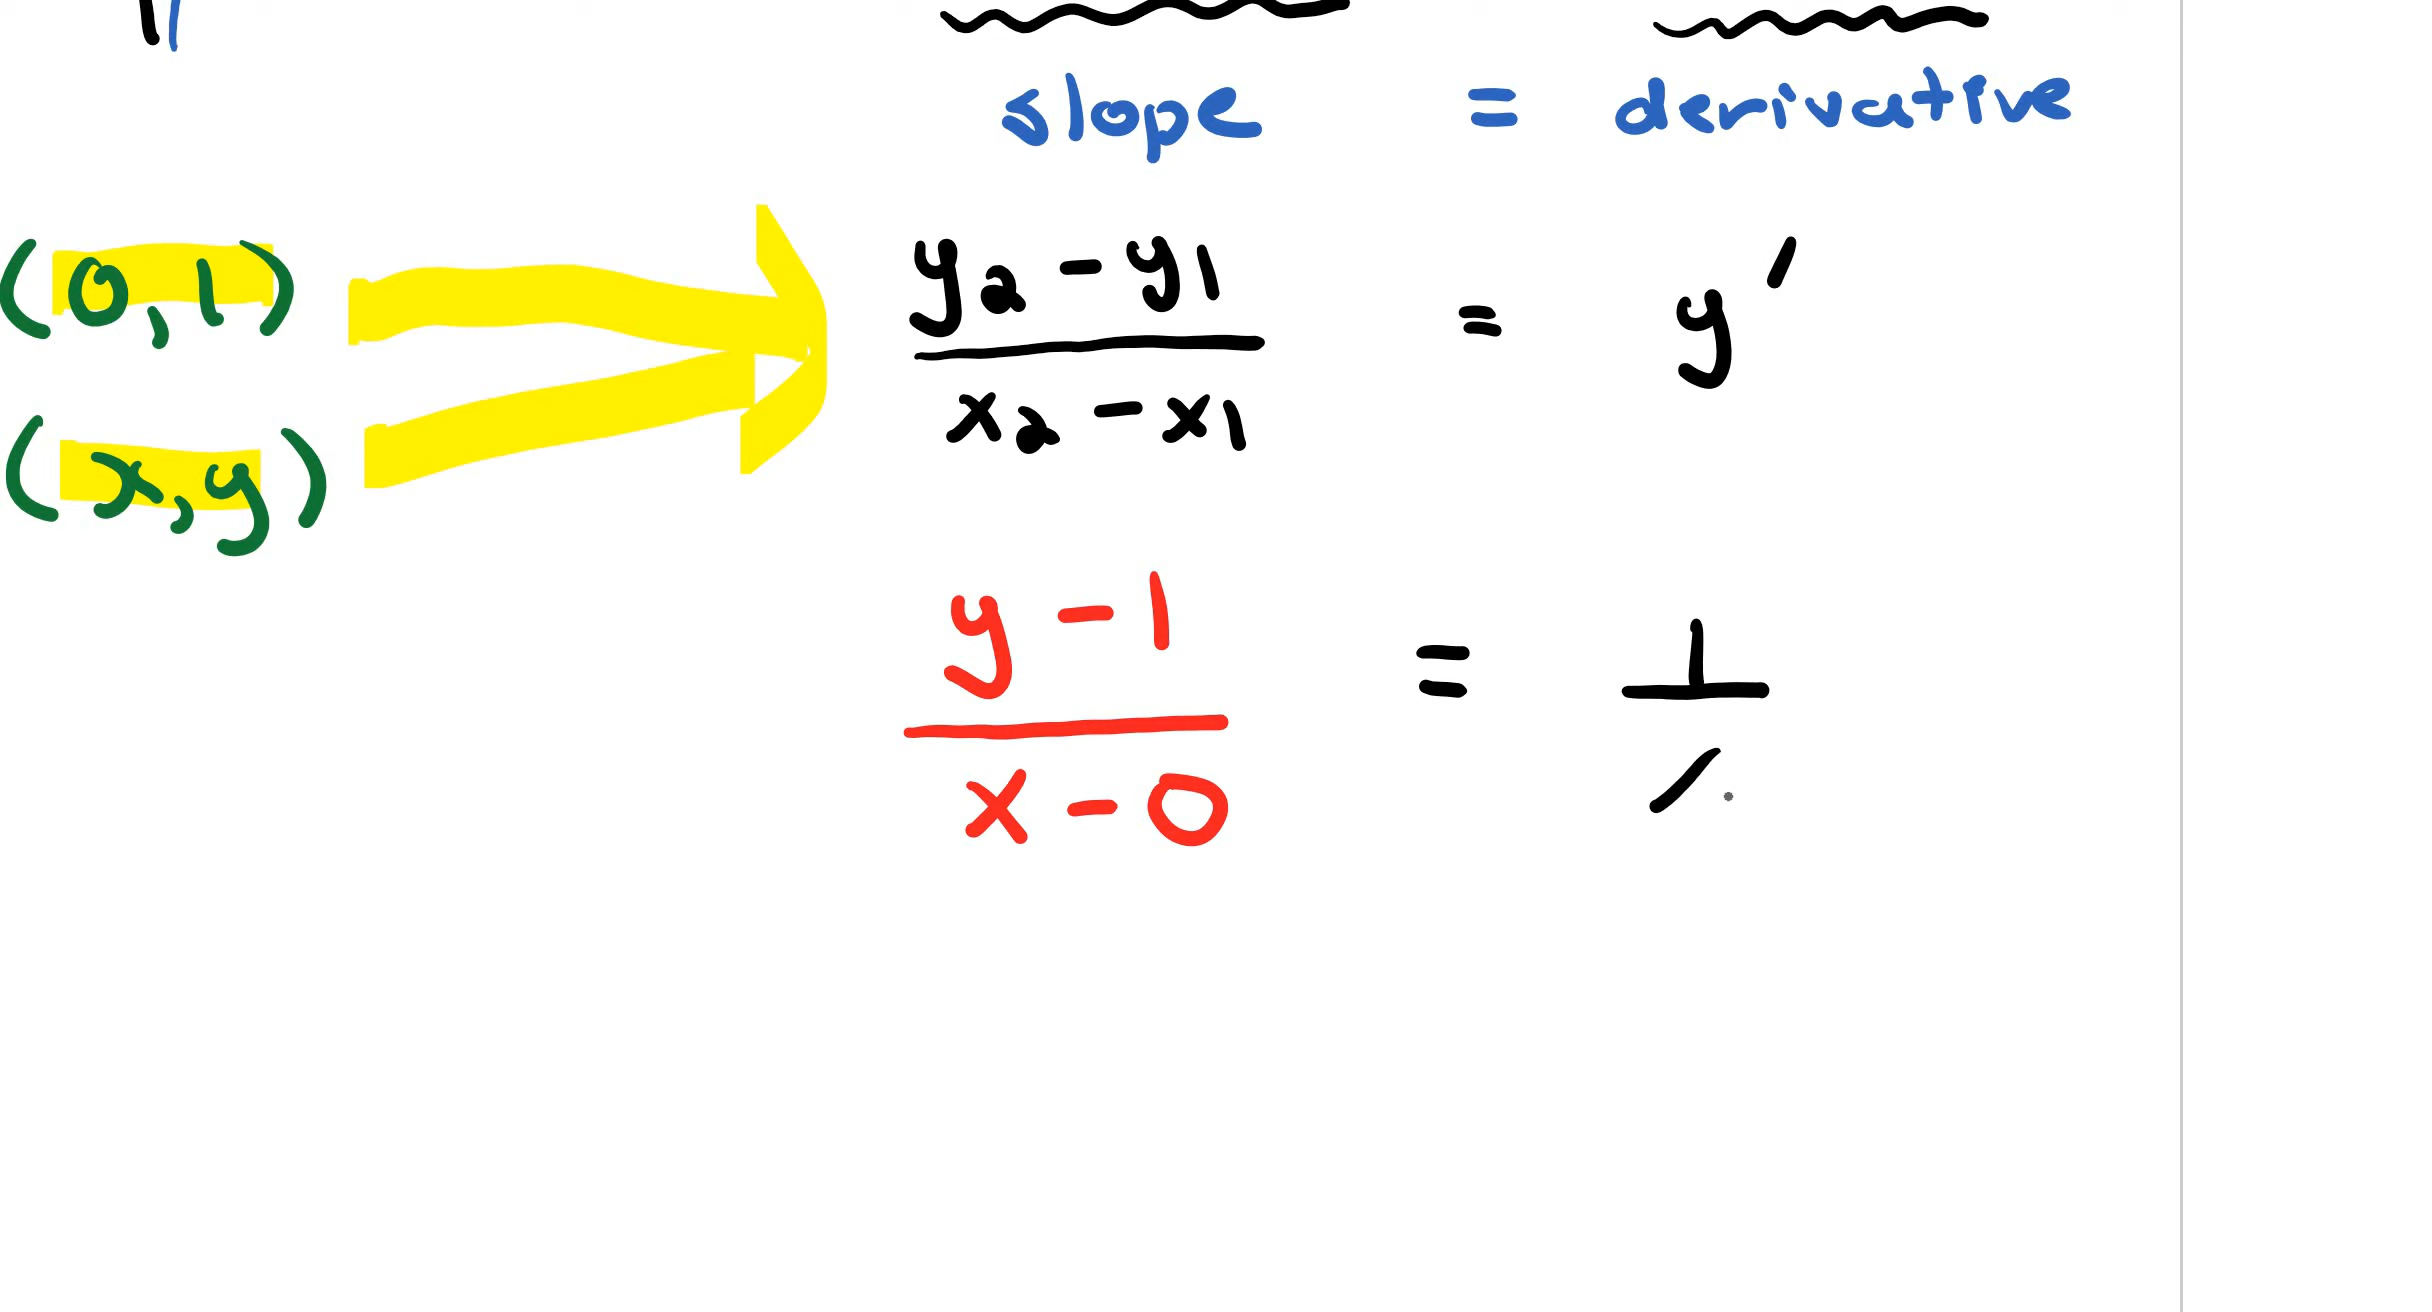 slope = derivative
(0,1)
y2 - y1 / x2 - x1 = y'
(x,y)
y - 1 / x - 0 = 1 /